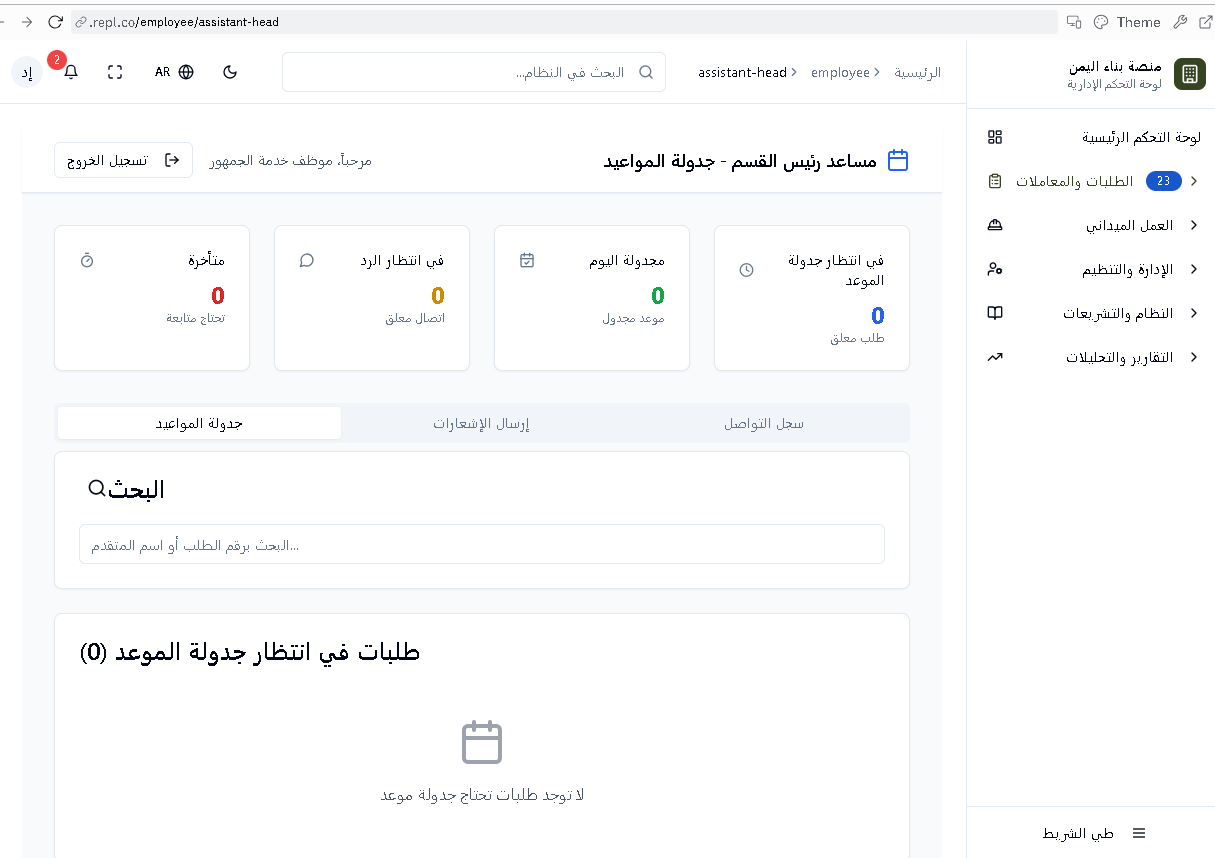 .repl.co/employee/assistant-head
Theme
منصة بناء اليمن
لوحة التحكم الإدارية
الرئيسية
employee
assistant-head
البحث في النظام...
AR
2
إد
لوحة التحكم الرئيسية
الطلبات والمعاملات
23
العمل الميداني
الإدارة والتنظيم
النظام والتشريعات
التقارير والتحليلات
طي الشريط
مساعد رئيس القسم - جدولة المواعيد
مرحباً، موظف خدمة الجمهور
تسجيل الخروج
في انتظار جدولة
الموعد
0
طلب معلق
مجدولة اليوم
0
موعد مجدول
في انتظار الرد
0
اتصال معلق
متأخرة
0
تحتاج متابعة
سجل التواصل
إرسال الإشعارات
جدولة المواعيد
البحث
البحث برقم الطلب أو اسم المتقدم...
طلبات في انتظار جدولة الموعد (0)
لا توجد طلبات تحتاج جدولة موعد